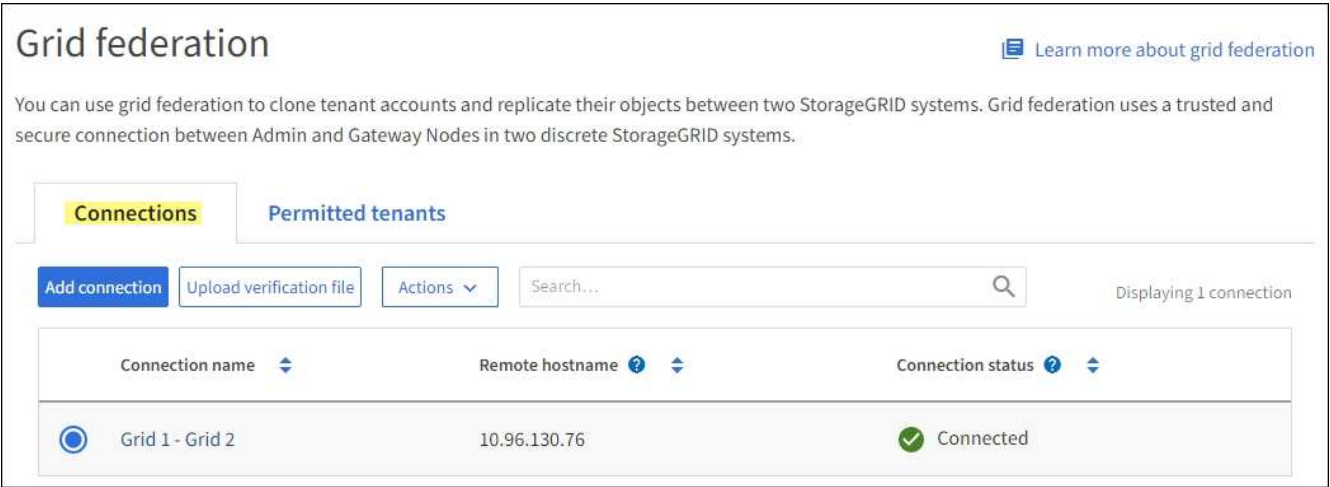 Grid federation
Learn more about grid federation
You can use grid federation to clone tenant accounts and replicate their objects between two StorageGRID systems. Grid federation uses a trusted and
secure connection between Admin and Gateway Nodes in two discrete StorageGRID systems.
Connections Permitted tenants
Add connection Upload verification file Actions Search... Displaying 1 connection
Connection name Remote hostname ? Connection status ?
Grid 1 - Grid 2 10.96.130.76 Connected